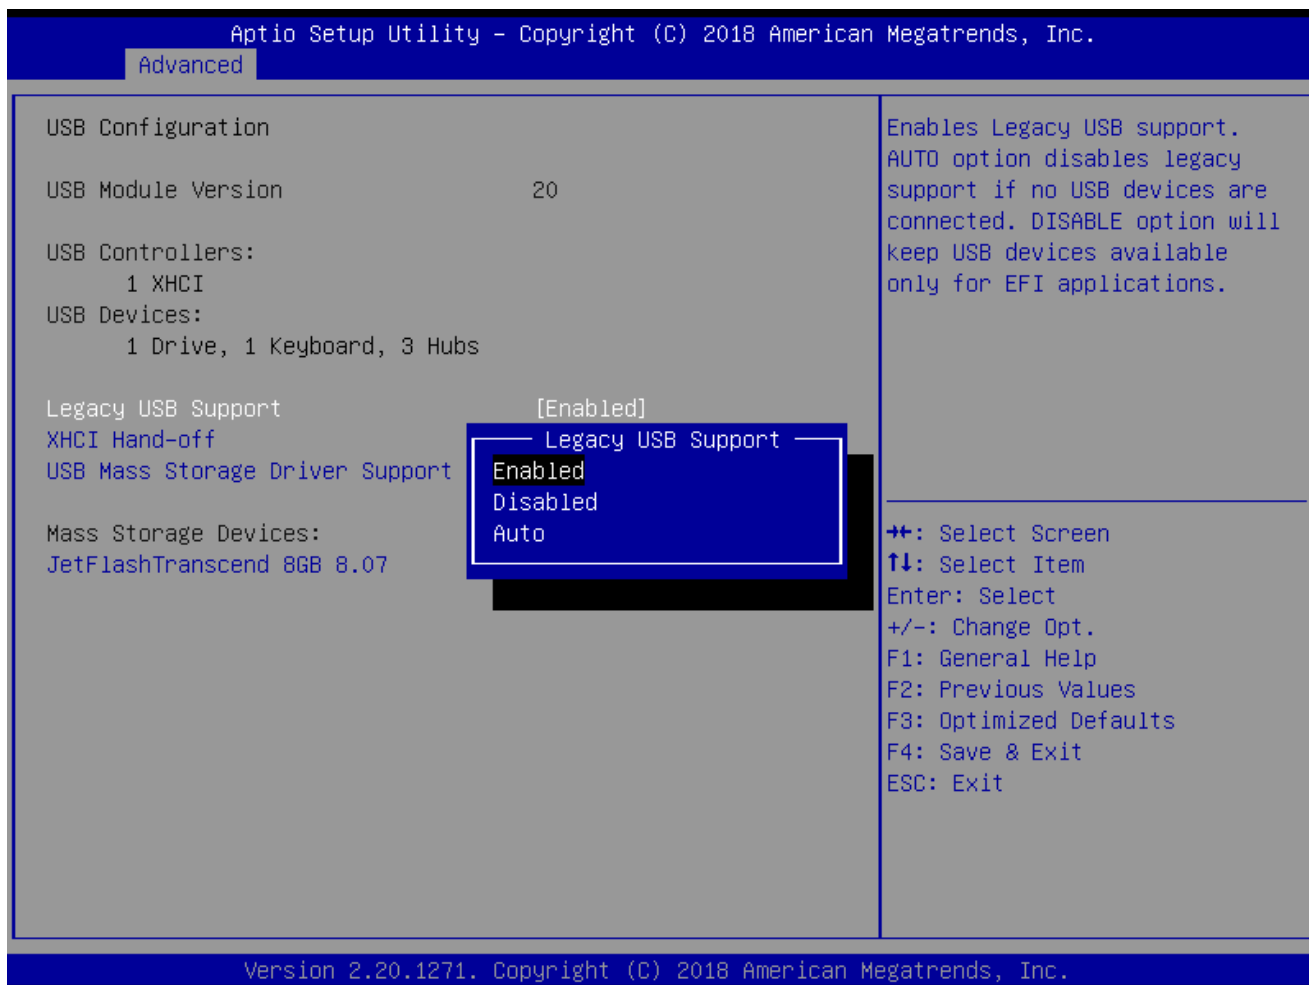 Aptio Setup Utility – Copyright (C) 2018 American Megatrends, Inc.
Advanced
USB Configuration
USB Module Version 20
USB Controllers:
1 XHCI
USB Devices:
1 Drive, 1 Keyboard, 3 Hubs
Legacy USB Support [Enabled]
XHCI Hand-off
USB Mass Storage Driver Support
Mass Storage Devices:
JetFlashTranscend 8GB 8.07
Legacy USB Support
Enabled
Disabled
Auto
Enables Legacy USB support.
AUTO option disables legacy
support if no USB devices are
connected. DISABLE option will
keep USB devices available
only for EFI applications.
→←: Select Screen
↑↓: Select Item
Enter: Select
+/-: Change Opt.
F1: General Help
F2: Previous Values
F3: Optimized Defaults
F4: Save & Exit
ESC: Exit
Version 2.20.1271. Copyright (C) 2018 American Megatrends, Inc.